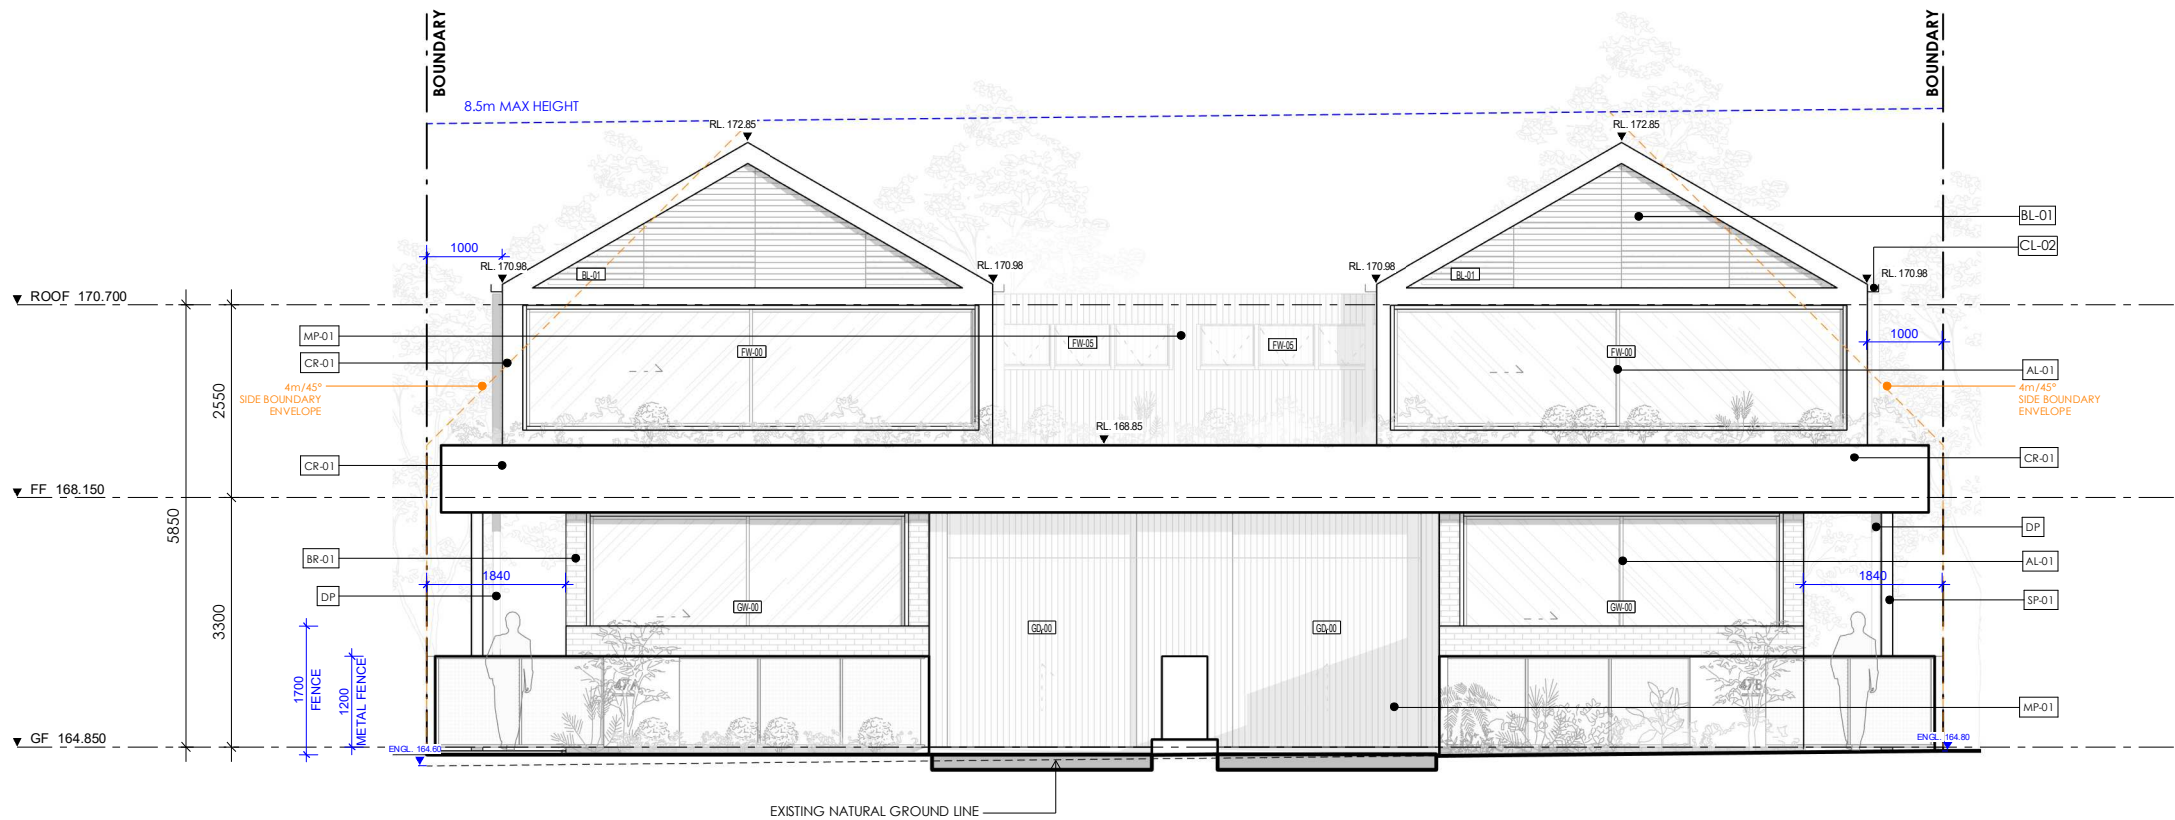 BOUNDARY
BOUNDARY
8.5m MAX HEIGHT
RL. 172.85
RL. 172.85
BL-01
CL-02
1000
RL. 170.98
RL. 170.98
RL. 170.98
RL. 170.98
BL-01
BL-01
ROOF 170.700
MP-01
FW-00
FW-05
FW-05
FW-00
1000
CR-01
AL-01
4m/45°
SIDE BOUNDARY
ENVELOPE
4m/45°
SIDE BOUNDARY
ENVELOPE
2550
RL. 168.85
CR-01
CR-01
FF 168.150
5850
DP
BR-01
AL-01
1840
1840
DP
GW-00
GW-00
SP-01
3300
GD-00
GD-00
1700
FENCE
1200
METAL FENCE
47A
47B
MP-01
GF 164.850
ENGL. 164.60
ENGL. 164.80
EXISTING NATURAL GROUND LINE